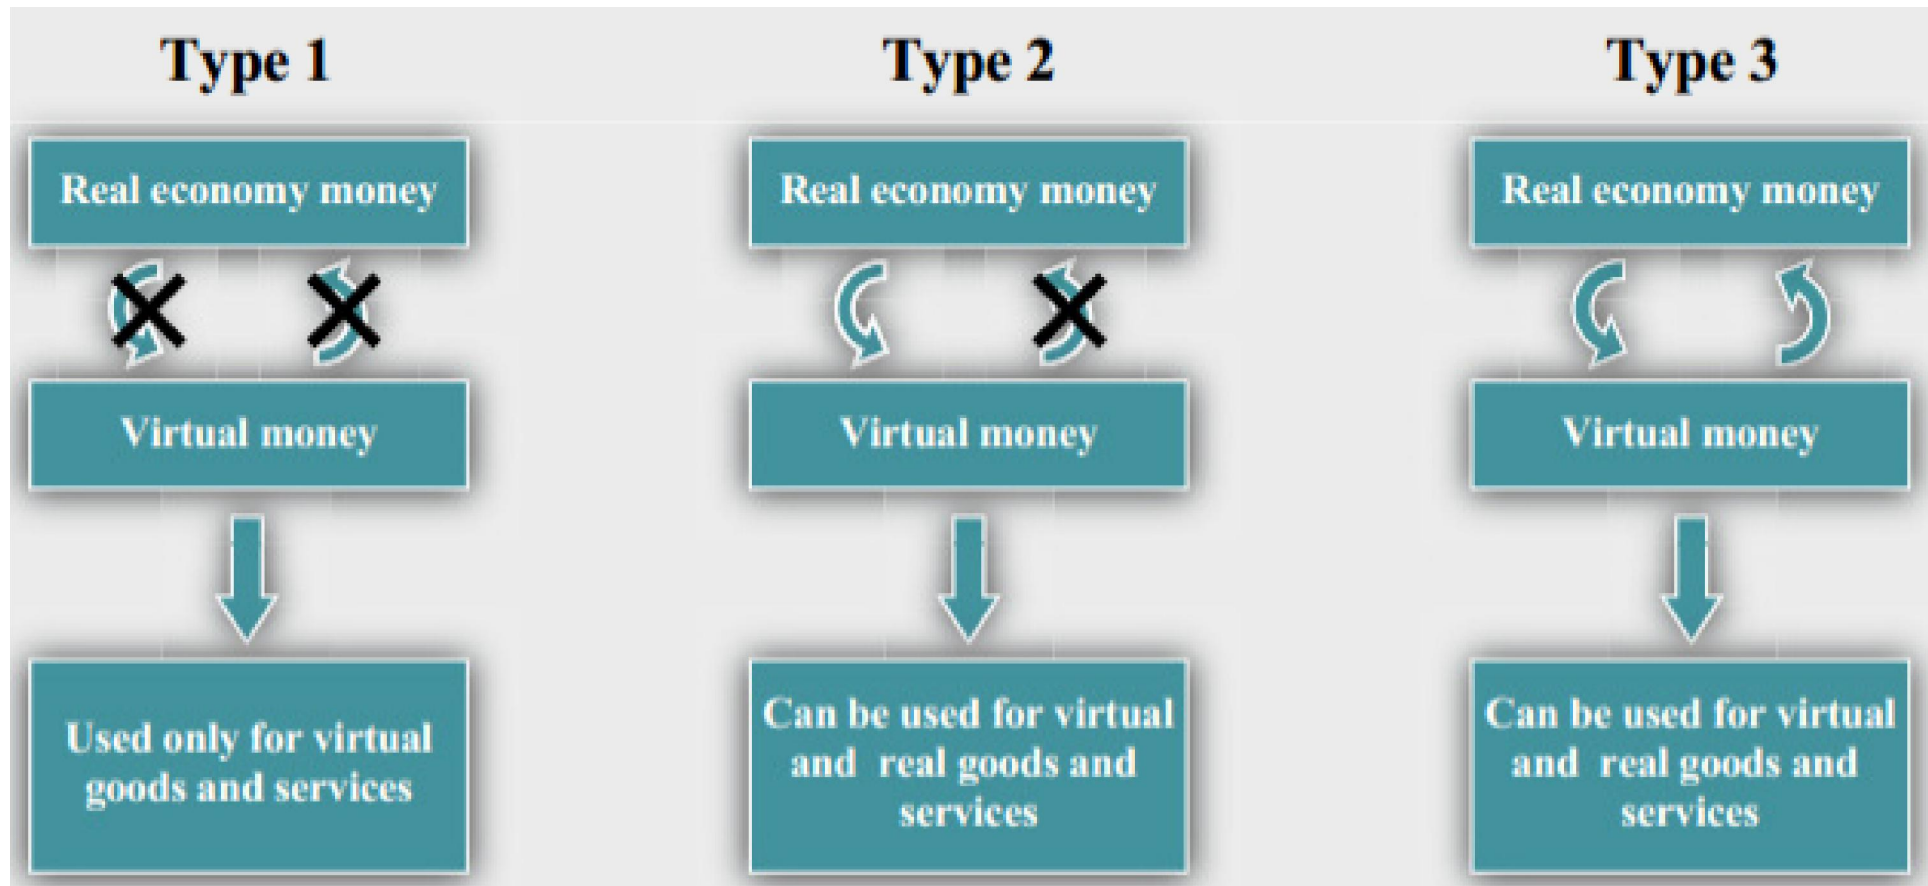 Type 1
Real economy money
Virtual money
Used only for virtual
goods and services
Type 2
Real economy money
Virtual money
Can be used for virtual
and real goods and
services
Type 3
Real economy money
Virtual money
Can be used for virtual
and real goods and
services